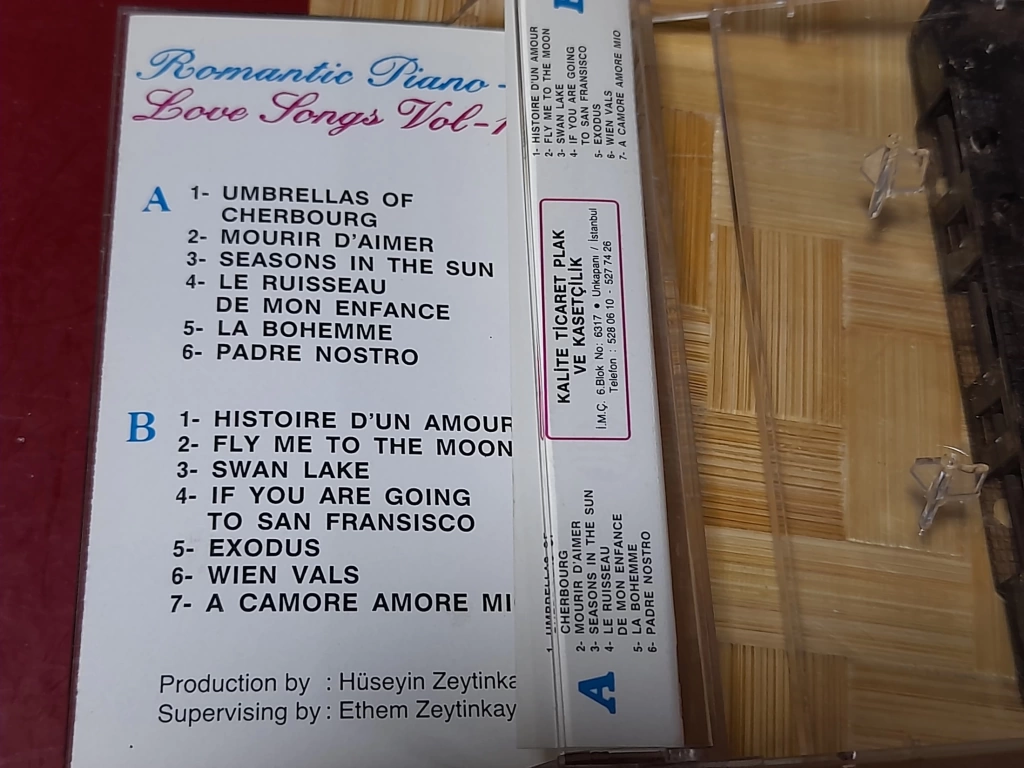 Romantic Piano -
Love Songs Vol-1
A
1- UMBRELLAS OF
CHERBOURG
2- MOURIR D'AIMER
3- SEASONS IN THE SUN
4- LE RUISSEAU
DE MON ENFANCE
5- LA BOHEMME
6- PADRE NOSTRO
B
1- HISTOIRE D'UN AMOUR
2- FLY ME TO THE MOON
3- SWAN LAKE
4- IF YOU ARE GOING
TO SAN FRANSISCO
5- EXODUS
6- WIEN VALS
7- A CAMORE AMORE MI
Production by : Hüseyin Zeytinka
Supervising by : Ethem Zeytinkay
1- HISTOIRE D'UN AMOUR
2- FLY ME TO THE MOON
3- SWAN LAKE
4- IF YOU ARE GOING
TO SAN FRANSISCO
5- EXODUS
6- WIEN VALS
7- A CAMORE AMORE MIO
KALİTE TİCARET PLAK
VE KASETÇİLİK
İ.M.Ç. 6.Blok No: 6317 • Unkapanı / İstanbul
Telefon : 528 06 10 - 527 74 26
A
1- UMBRELLAS OF
CHERBOURG
2- MOURIR D'AIMER
3- SEASONS IN THE SUN
4- LE RUISSEAU
DE MON ENFANCE
5- LA BOHEMME
6- PADRE NOSTRO